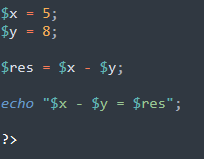 $x = 5;
$y = 8;
$res = $x - $y;
echo "$x - $y = $res";
?>